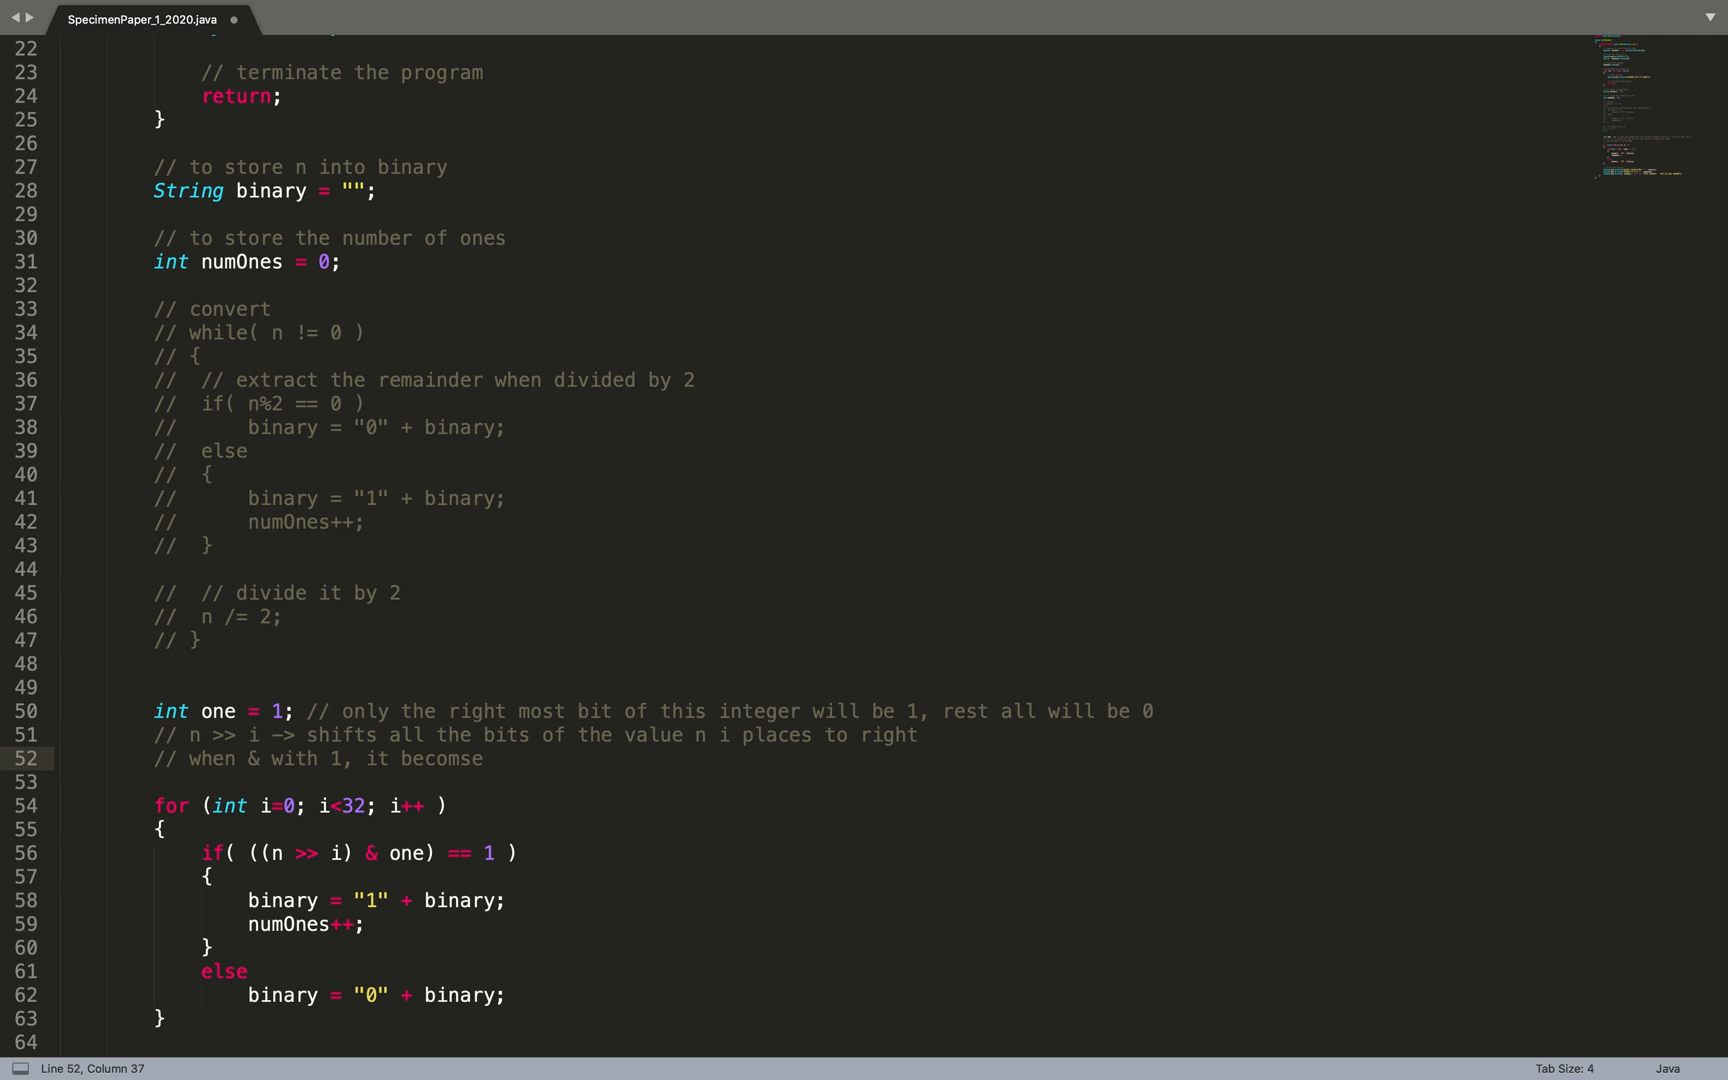 SpecimenPaper_1_2020.java
22
23 // terminate the program
24 return;
25 }
26
27 // to store n into binary
28 String binary = "";
29
30 // to store the number of ones
31 int numOnes = 0;
32
33 // convert
34 // while( n != 0 )
35 // {
36 // // extract the remainder when divided by 2
37 // if( n%2 == 0 )
38 // binary = "0" + binary;
39 // else
40 // {
41 // binary = "1" + binary;
42 // numOnes++;
43 // }
44
45 // // divide it by 2
46 // n /= 2;
47 // }
48
49
50 int one = 1; // only the right most bit of this integer will be 1, rest all will be 0
51 // n >> i -> shifts all the bits of the value n i places to right
52 // when & with 1, it becomse
53
54 for (int i=0; i<32; i++ )
55 {
56 if( ((n >> i) & one) == 1 )
57 {
58 binary = "1" + binary;
59 numOnes++;
60 }
61 else
62 binary = "0" + binary;
63 }
64
Line 52, Column 37 Tab Size: 4 Java